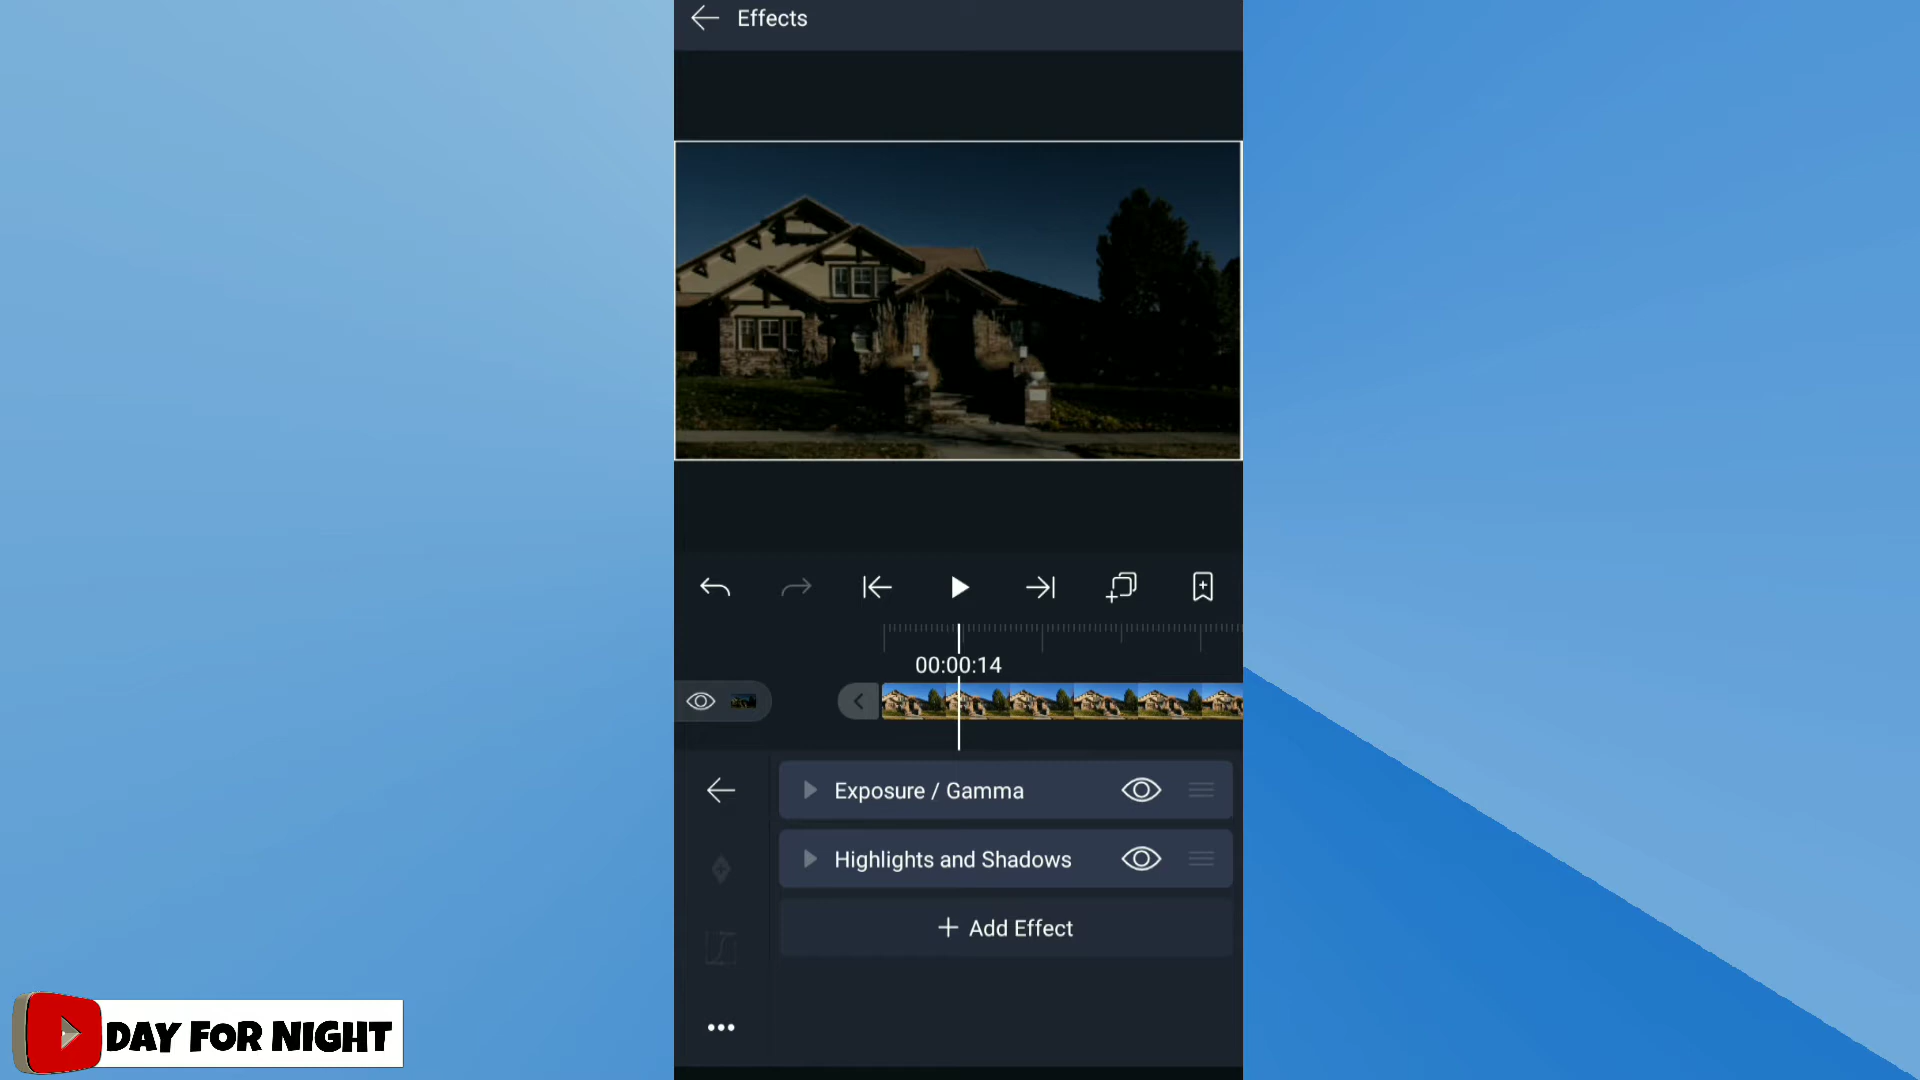 Effects
00:00:14
Exposure / Gamma
Highlights and Shadows
+ Add Effect
DAY FOR NIGHT